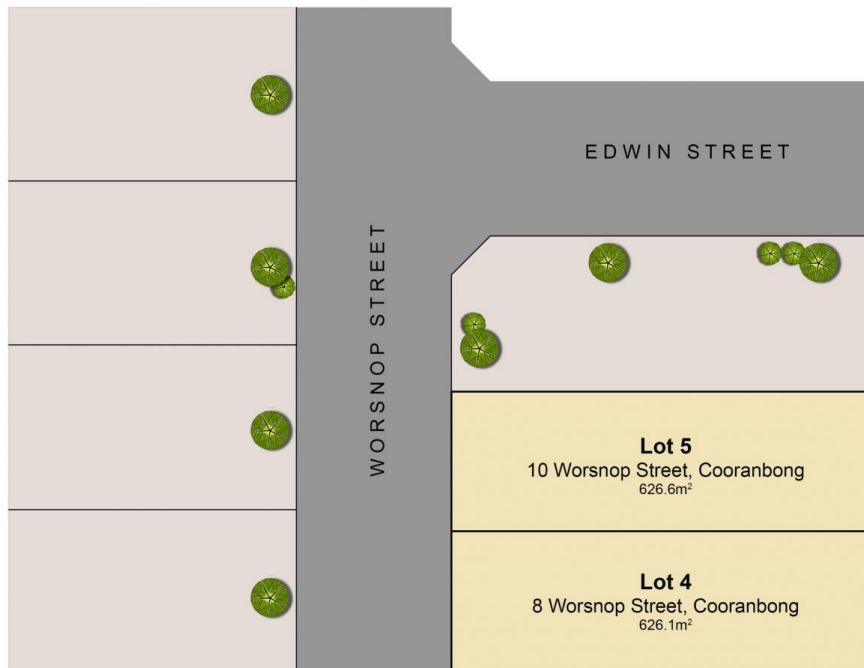 EDWIN STREET
WORSNOP STREET
Lot 5
10 Worsnop Street, Cooranbong
626.6m²
Lot 4
8 Worsnop Street, Cooranbong
626.1m²